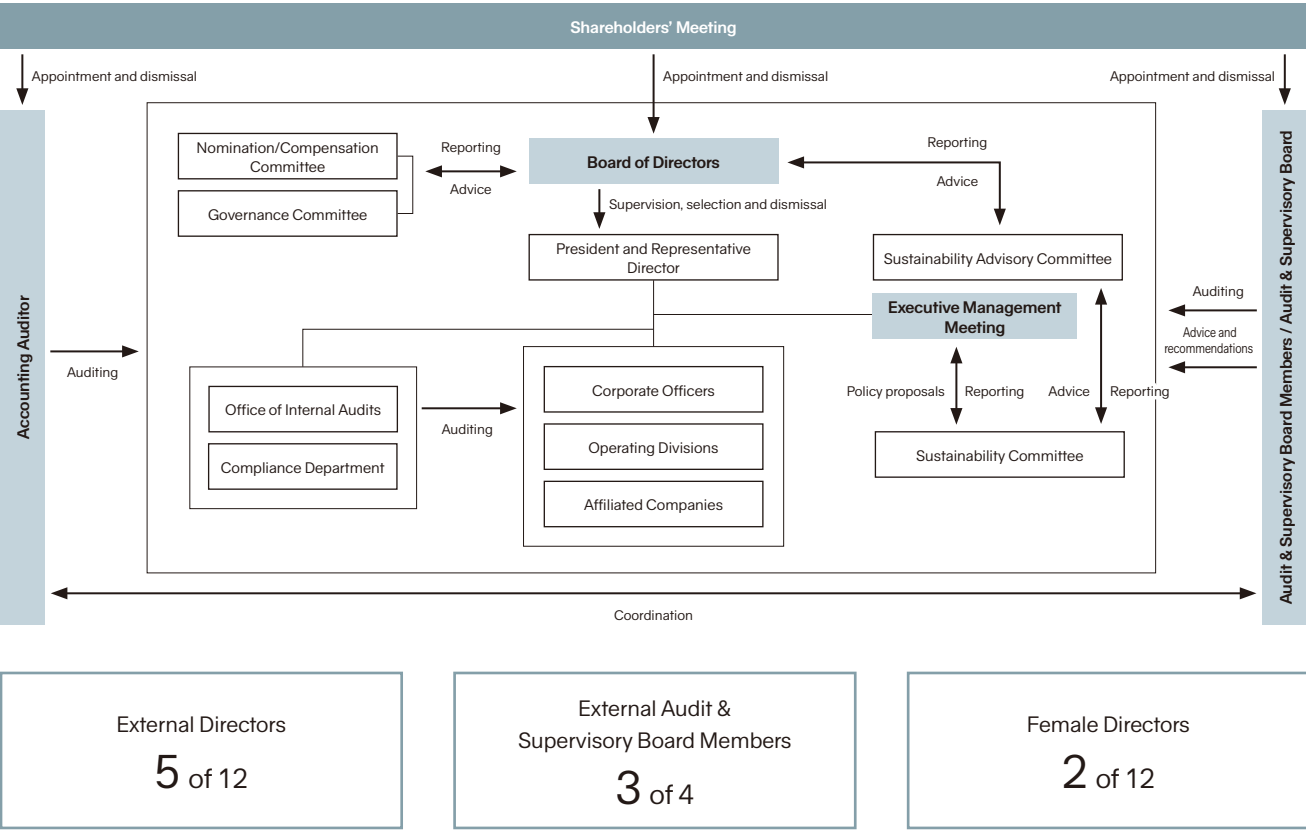 Shareholders' Meeting
Appointment and dismissal
Appointment and dismissal
Appointment and dismissal
Accounting Auditor
Auditing
Nomination/Compensation
Committee
Governance Committee
Reporting
Advice
Board of Directors
Reporting
Advice
Supervision, selection and dismissal
President and Representative
Director
Sustainability Advisory Committee
Executive Management
Meeting
Policy proposals
Reporting
Advice
Reporting
Sustainability Committee
Office of Internal Audits
Compliance Department
Auditing
Corporate Officers
Operating Divisions
Affiliated Companies
Auditing
Advice and
recommendations
Audit & Supervisory Board Members / Audit & Supervisory Board
Coordination
External Directors
5 of 12
External Audit &
Supervisory Board Members
3 of 4
Female Directors
2 of 12